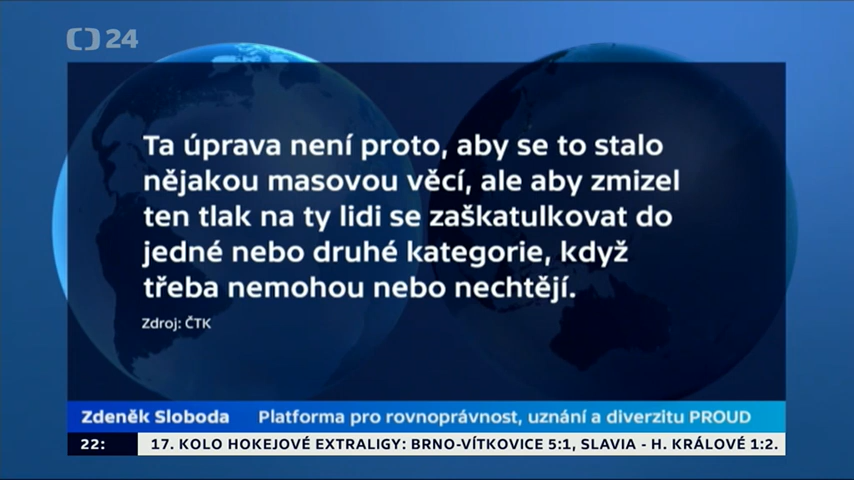 ČT24
Ta úprava není proto, aby se to stalo
nějakou masovou věcí, ale aby zmizel
ten tlak na ty lidi se zaškatulkovat do
jedné nebo druhé kategorie, když
třeba nemohou nebo nechtějí.
Zdroj: ČTK
Zdeněk Sloboda Platforma pro rovnoprávnost, uznání a diverzitu PROUD
22: 17. KOLO HOKEJOVÉ EXTRALIGY: BRNO-VÍTKOVICE 5:1, SLAVIA - H. KRÁLOVÉ 1:2.